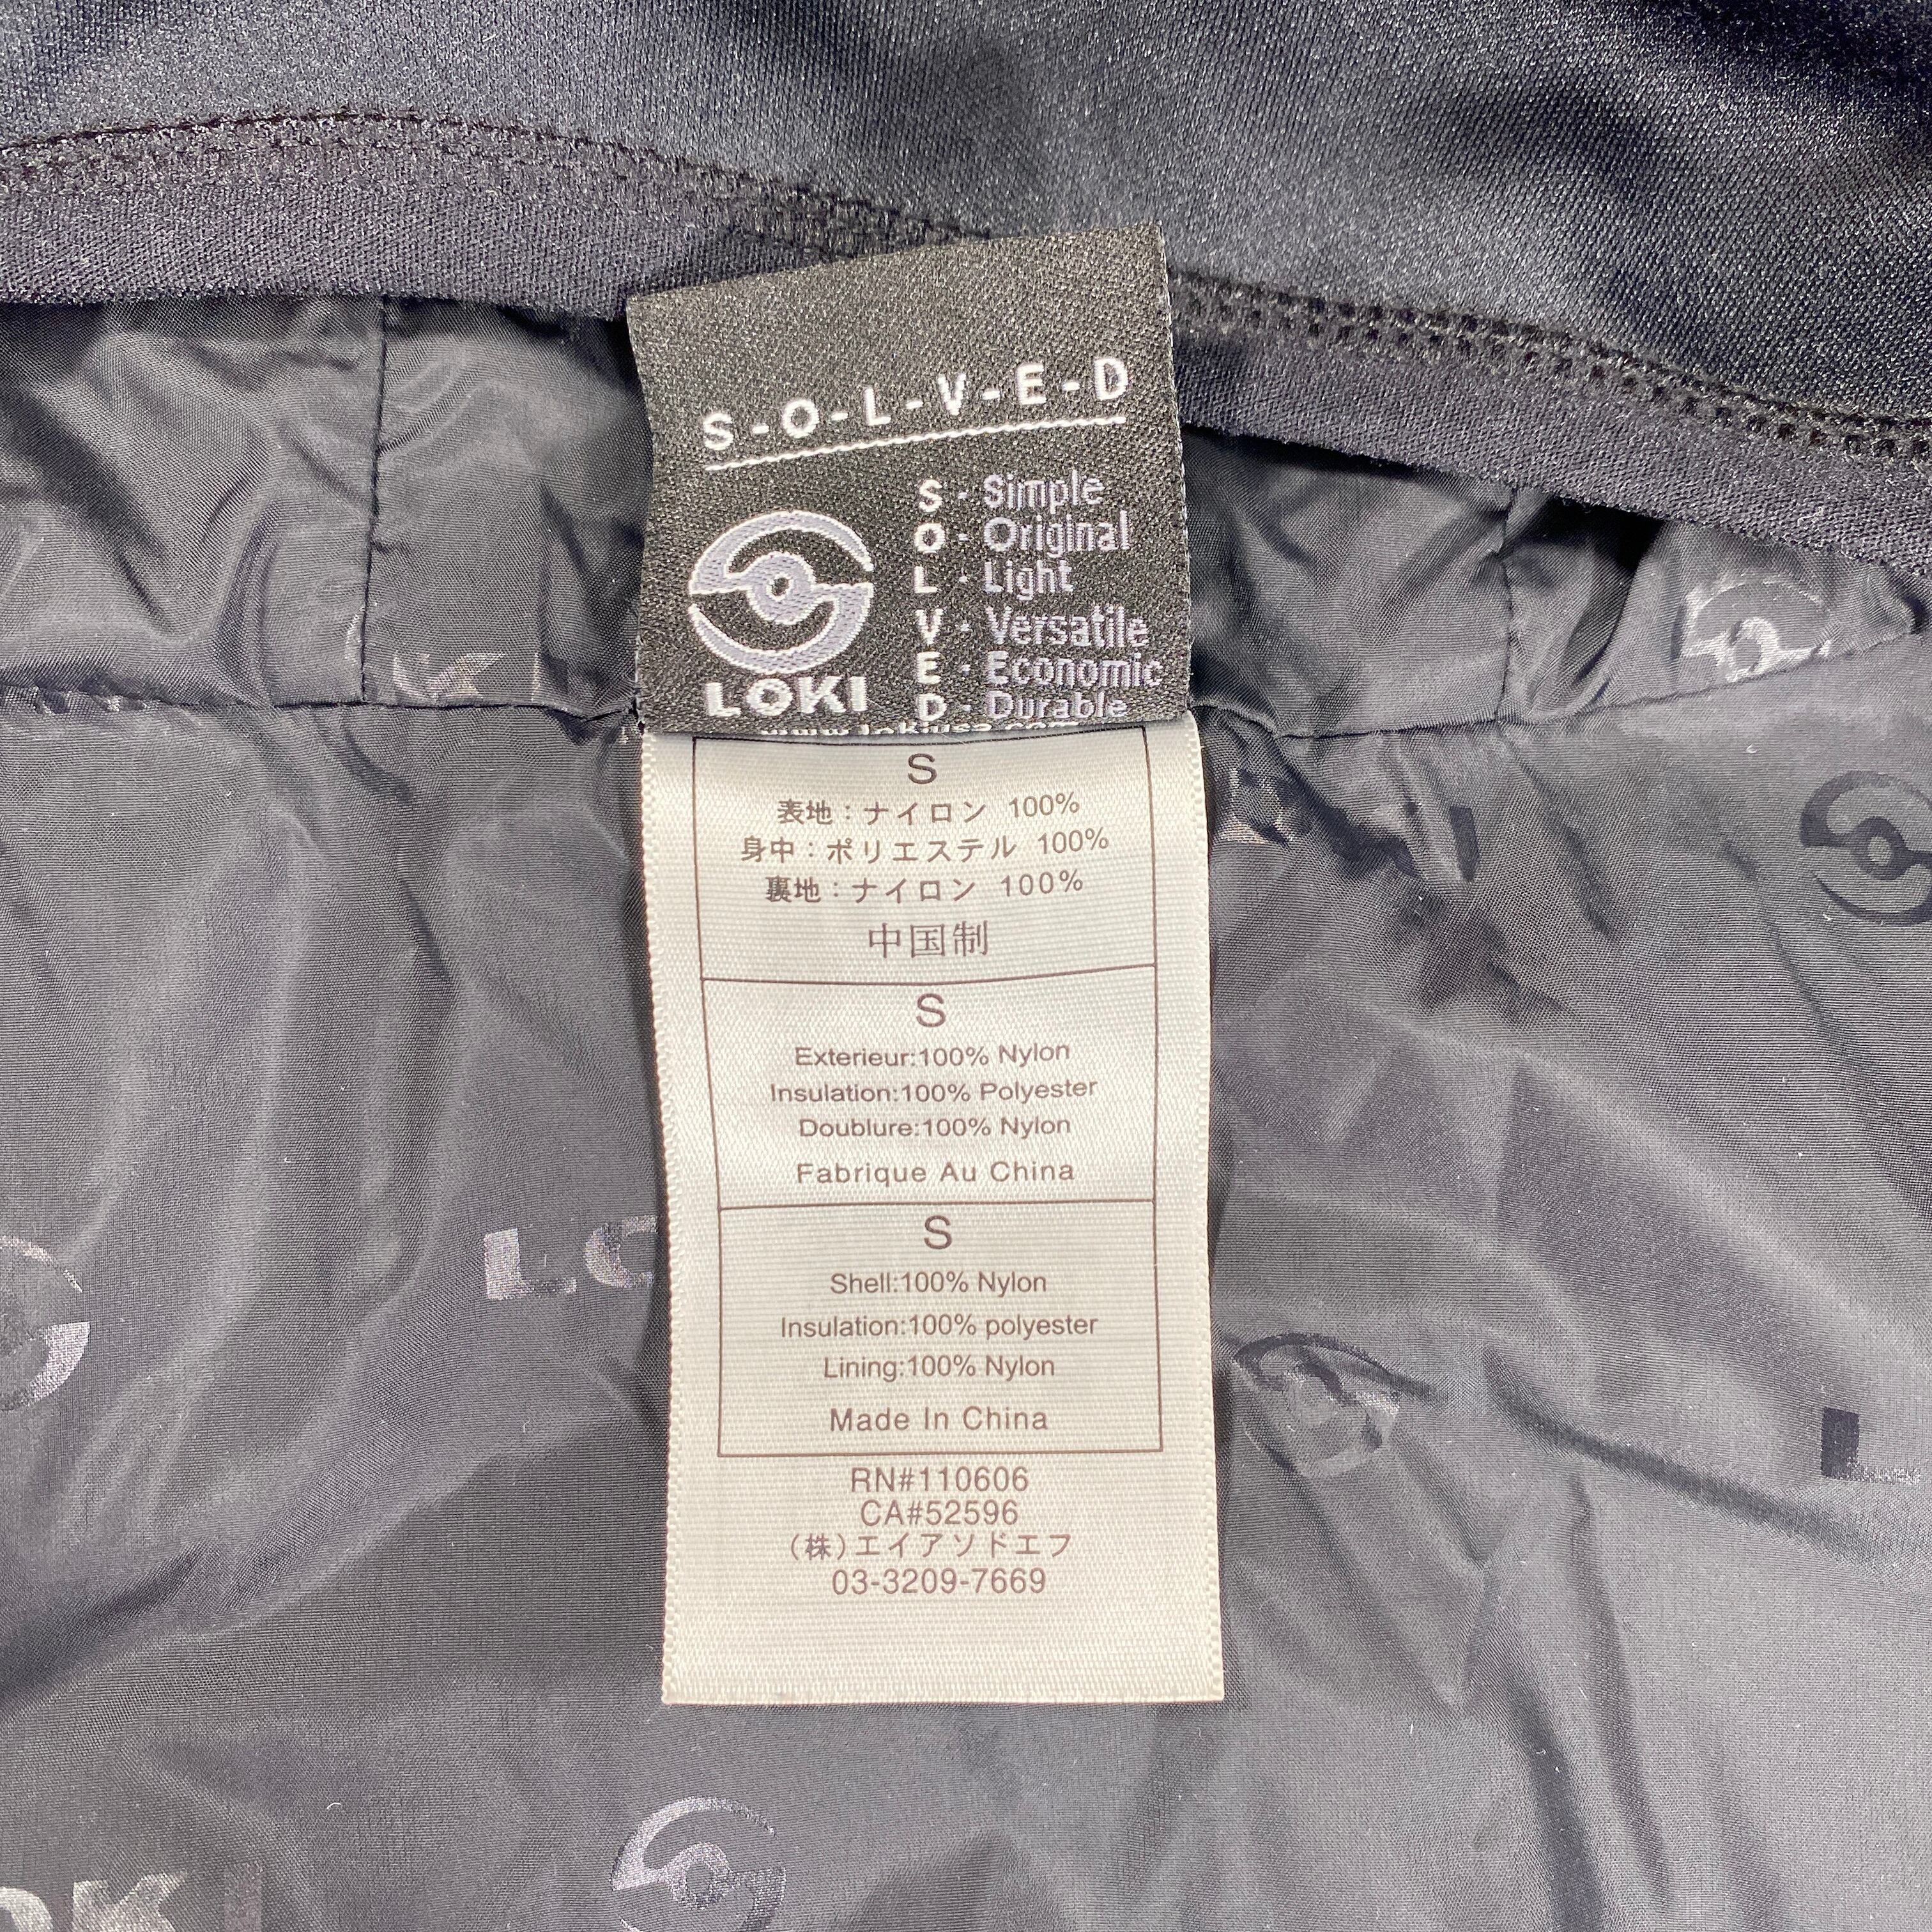 S-O-L-V-E-D
S - Simple
O - Original
L - Light
V - Versatile
E - Economic
D - Durable
LOKI
S
表地：ナイロン 100%
身中：ポリエステル 100%
裏地：ナイロン 100%
中国制
S
Exterieur:100% Nylon
Insulation:100% Polyester
Doublure:100% Nylon
Fabrique Au China
S
Shell:100% Nylon
Insulation:100% polyester
Lining:100% Nylon
Made In China
RN#110606
CA#52596
(株)エイアソドエフ
03-3209-7669